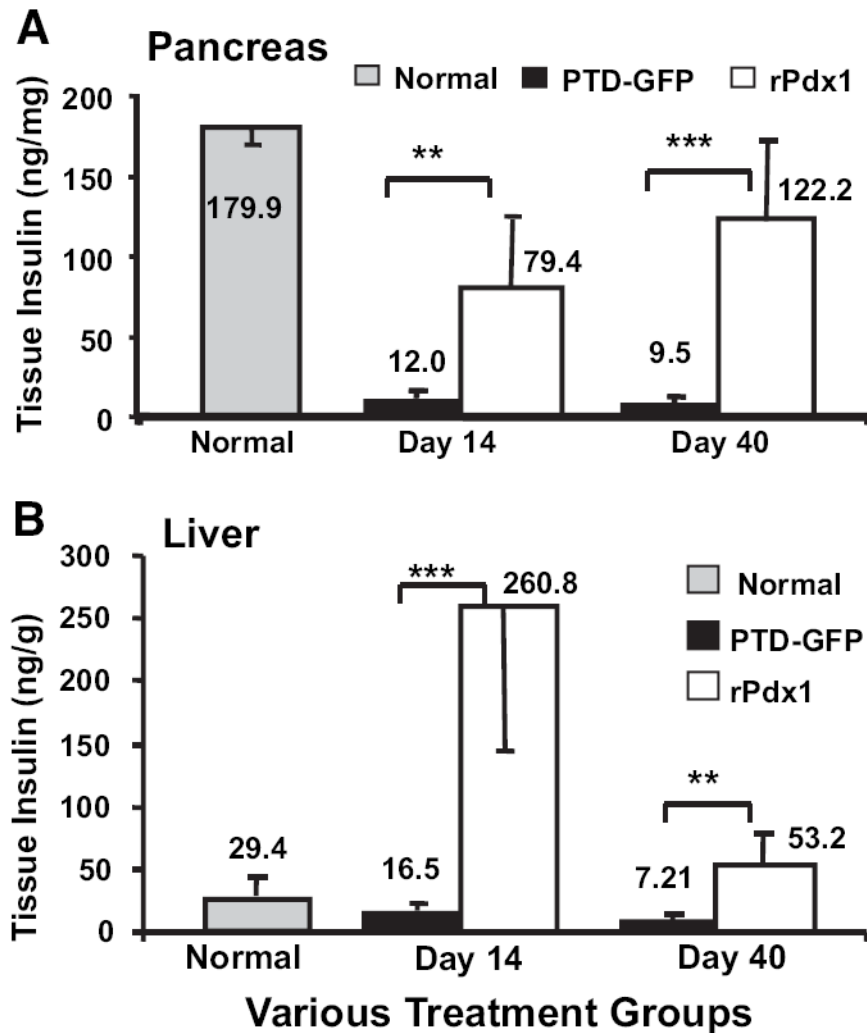 A
Pancreas
Normal PTD-GFP rPdx1
Tissue Insulin (ng/mg)
200
150
100
50
0
179.9
12.0
**
79.4
9.5
***
122.2
Normal Day 14 Day 40
B
Liver
Normal
PTD-GFP
rPdx1
Tissue Insulin (ng/g)
300
250
200
150
100
50
0
29.4
16.5
***
260.8
7.21
**
53.2
Normal Day 14 Day 40
Various Treatment Groups